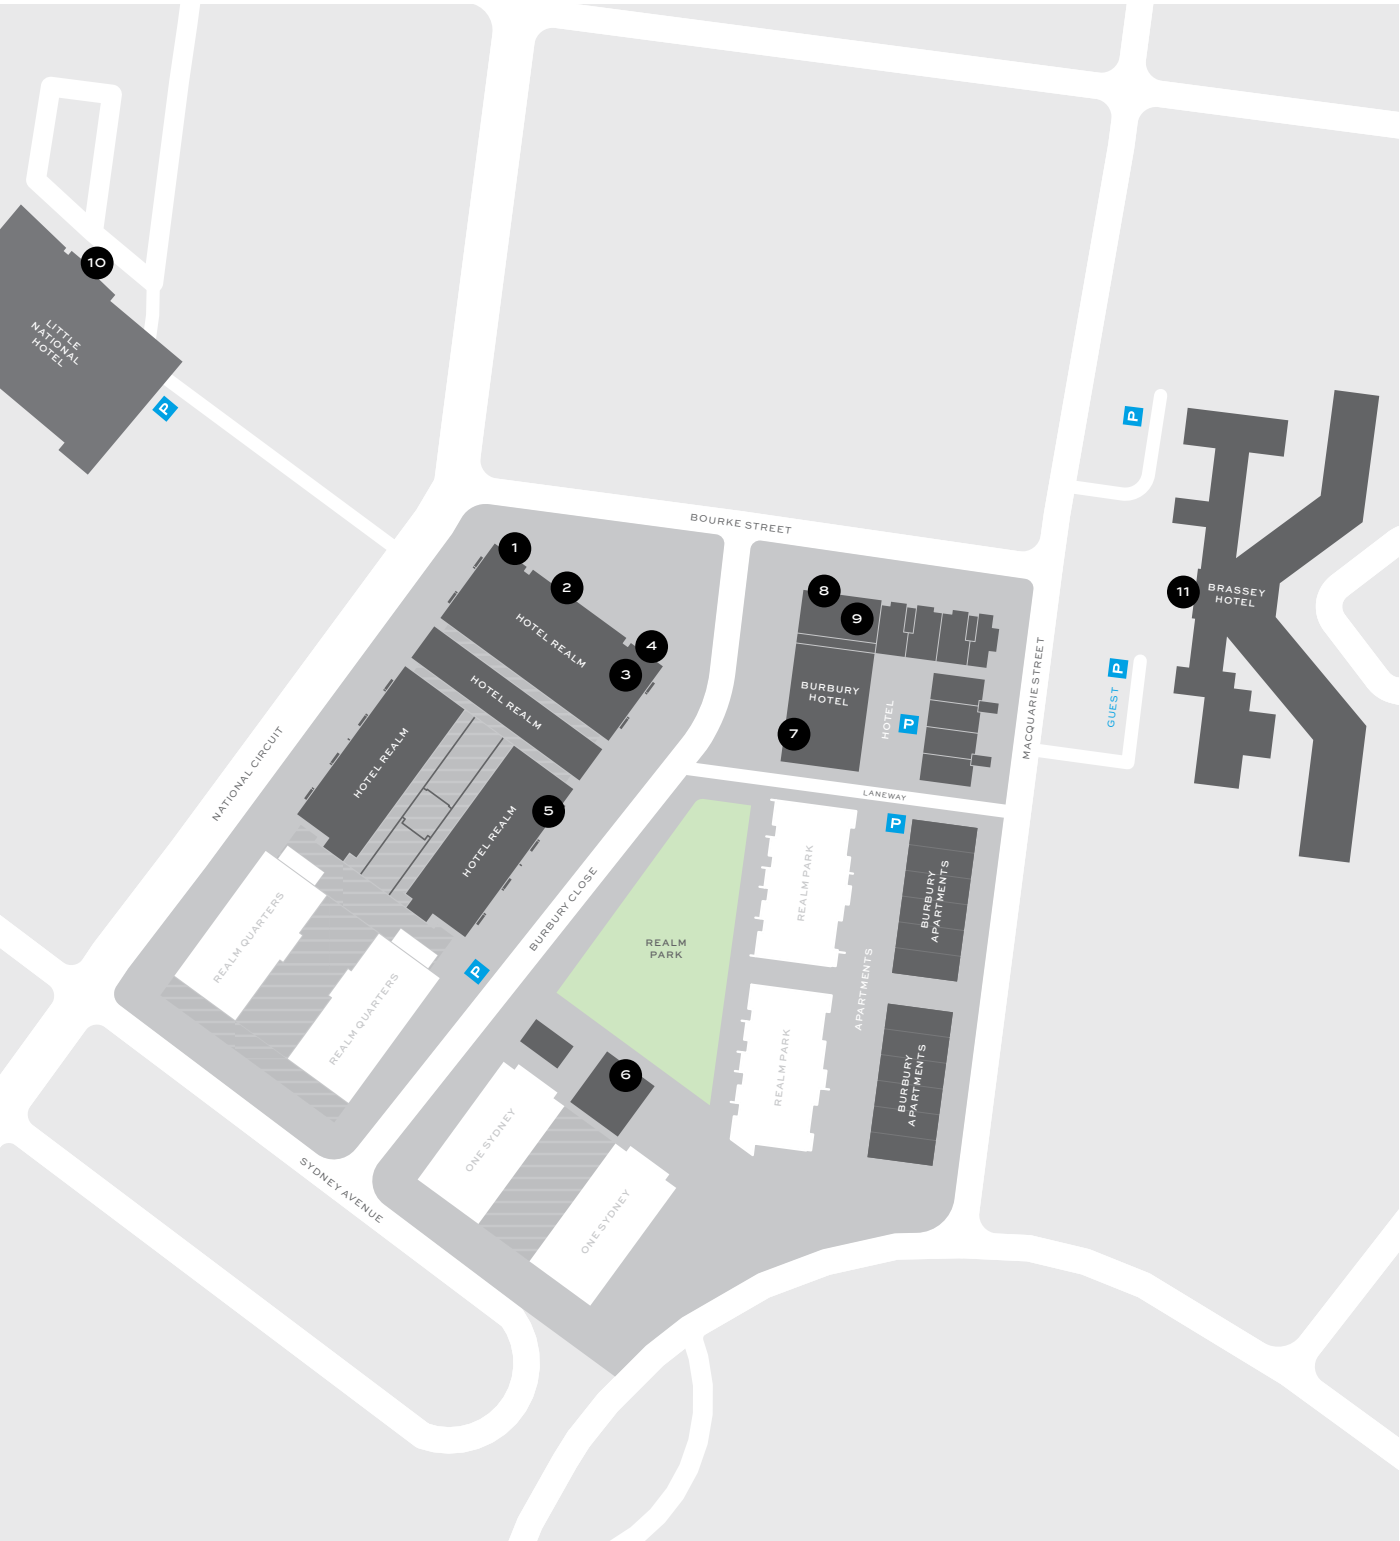 10
LITTLE
NATIONAL
HOTEL
P
BOURKE STREET
P
1
2
HOTEL REALM
4
3
8
9
11
BRASSEY
HOTEL
HOTEL REALM
BURBURY
HOTEL
7
HOTEL
P
MACQUARIE STREET
P
GUEST
NATIONAL CIRCUIT
HOTEL REALM
5
HOTEL REALM
LANEWAY
P
REALM QUARTERS
REALM QUARTERS
BURBURY CLOSE
P
REALM
PARK
REALM PARK
BURBURY
APARTMENTS
APARTMENTS
REALM PARK
BURBURY
APARTMENTS
6
ONE SYDNEY
ONE SYDNEY
SYDNEY AVENUE